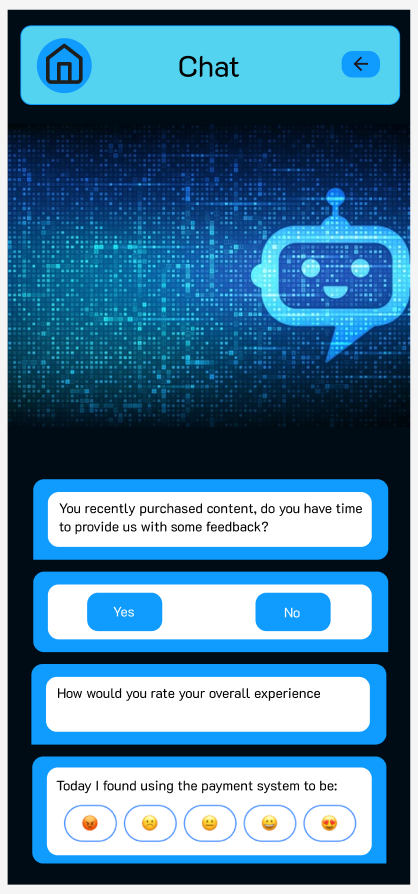 Chat
You recently purchased content, do you have time
to provide us with some feedback?
Yes
No
How would you rate your overall experience
Today I found using the payment system to be: